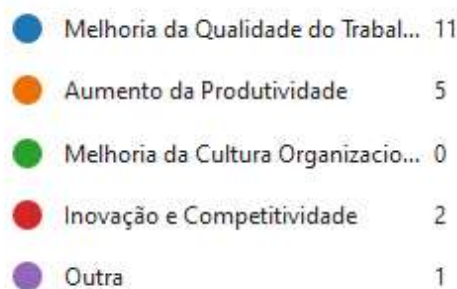 Melhoria da Qualidade do Trabal... 11
Aumento da Produtividade 5
Melhoria da Cultura Organizacio... 0
Inovação e Competitividade 2
Outra 1